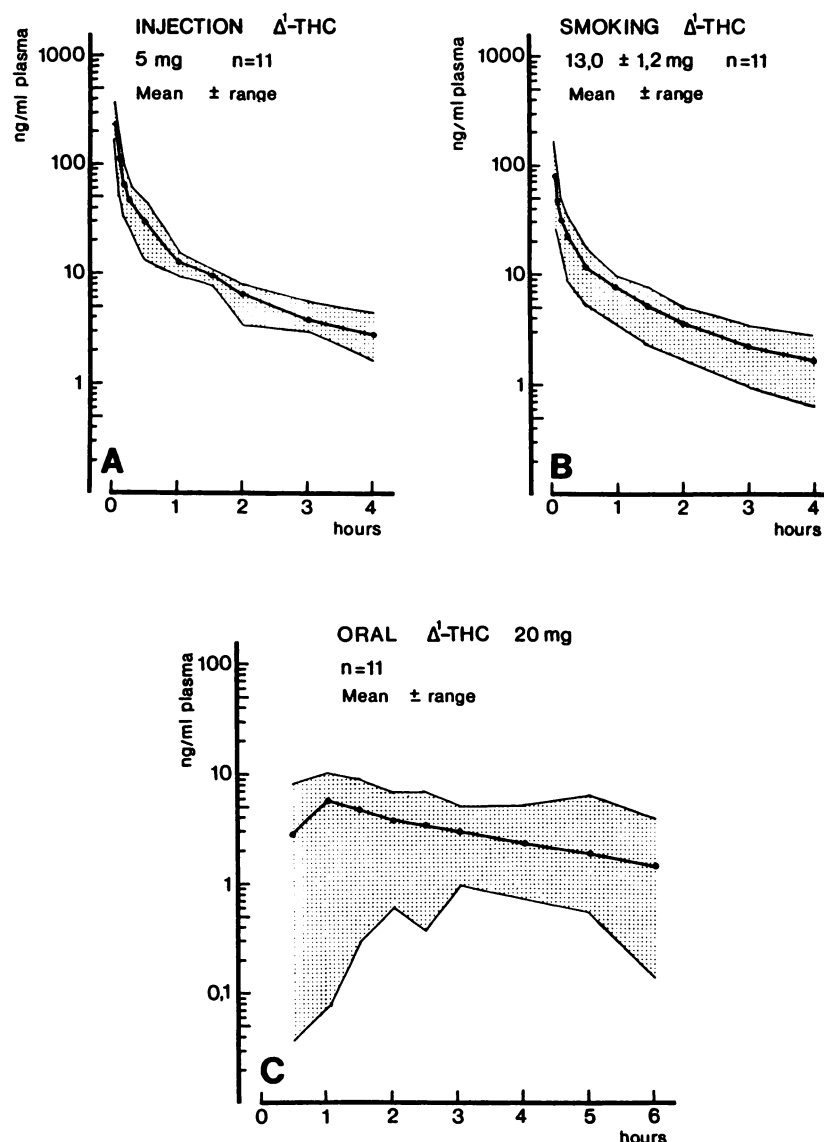 INJECTION Δ¹-THC
5 mg n=11
Mean ± range
ng/ml plasma
1000
100
10
1
A
0 1 2 3 4
hours
SMOKING Δ¹-THC
13,0 ± 1,2 mg n=11
Mean ± range
ng/ml plasma
1000
100
10
1
B
0 1 2 3 4
hours
ORAL Δ¹-THC 20 mg
n=11
Mean ± range
ng/ml plasma
100
10
1
0,1
C
0 1 2 3 4 5 6
hours